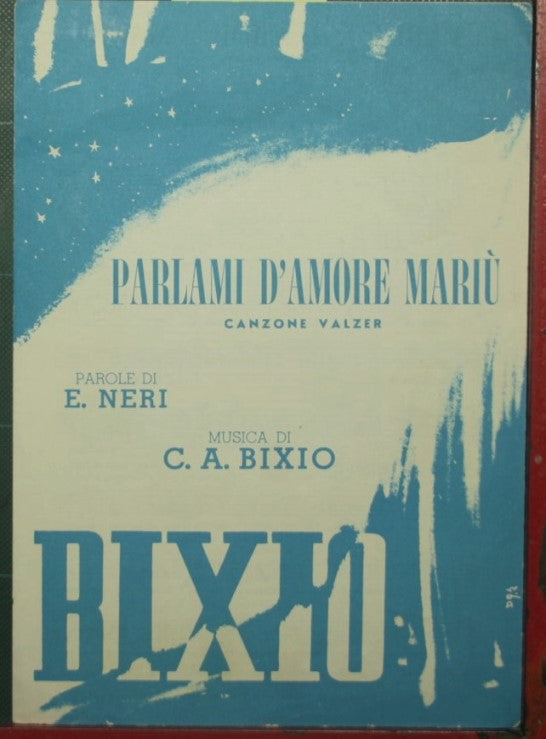 PARLAMI D'AMORE MARIÙ
CANZONE VALZER
PAROLE DI
E. NERI
MUSICA DI
C. A. BIXIO
BIXIO